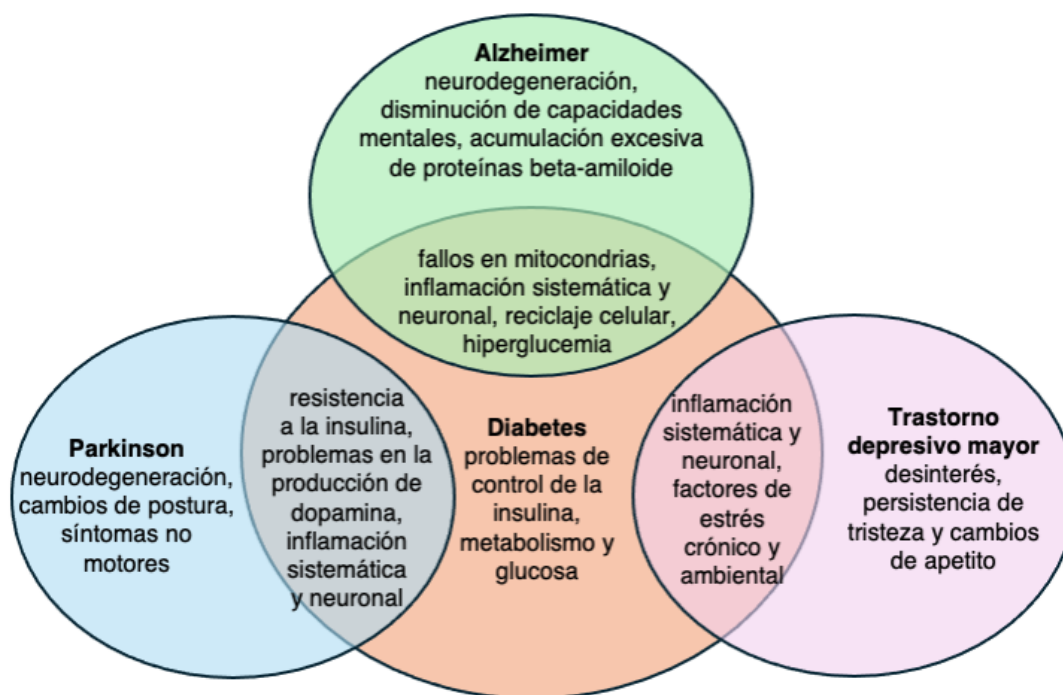 Alzheimer
neurodegeneración,
disminución de capacidades
mentales, acumulación excesiva
de proteínas beta-amiloide
fallos en mitocondrias,
inflamación sistemática y
neuronal, reciclaje celular,
hiperglucemia
Parkinson
neurodegeneración,
cambios de postura,
síntomas no
motores
resistencia
a la insulina,
problemas en la
producción de
dopamina,
inflamación
sistemática
y neuronal
Diabetes
problemas de
control de la
insulina,
metabolismo y
glucosa
inflamación
sistemática y
neuronal,
factores de
estrés
crónico y
ambiental
Trastorno
depresivo mayor
desinterés,
persistencia de
tristeza y cambios
de apetito